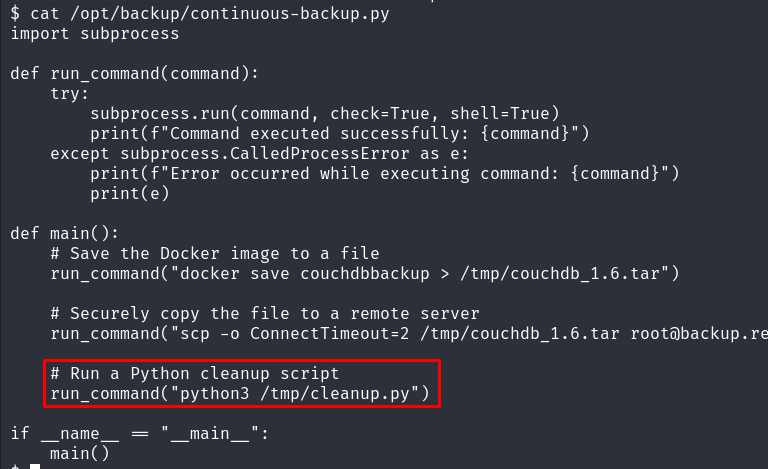 $ cat /opt/backup/continuous-backup.py
import subprocess

def run_command(command):
    try:
        subprocess.run(command, check=True, shell=True)
        print(f"Command executed successfully: {command}")
    except subprocess.CalledProcessError as e:
        print(f"Error occurred while executing command: {command}")
        print(e)

def main():
    # Save the Docker image to a file
    run_command("docker save couchdbbackup > /tmp/couchdb_1.6.tar")

    # Securely copy the file to a remote server
    run_command("scp -o ConnectTimeout=2 /tmp/couchdb_1.6.tar root@backup.re

    # Run a Python cleanup script
    run_command("python3 /tmp/cleanup.py")

if __name__ == "__main__":
    main()
$